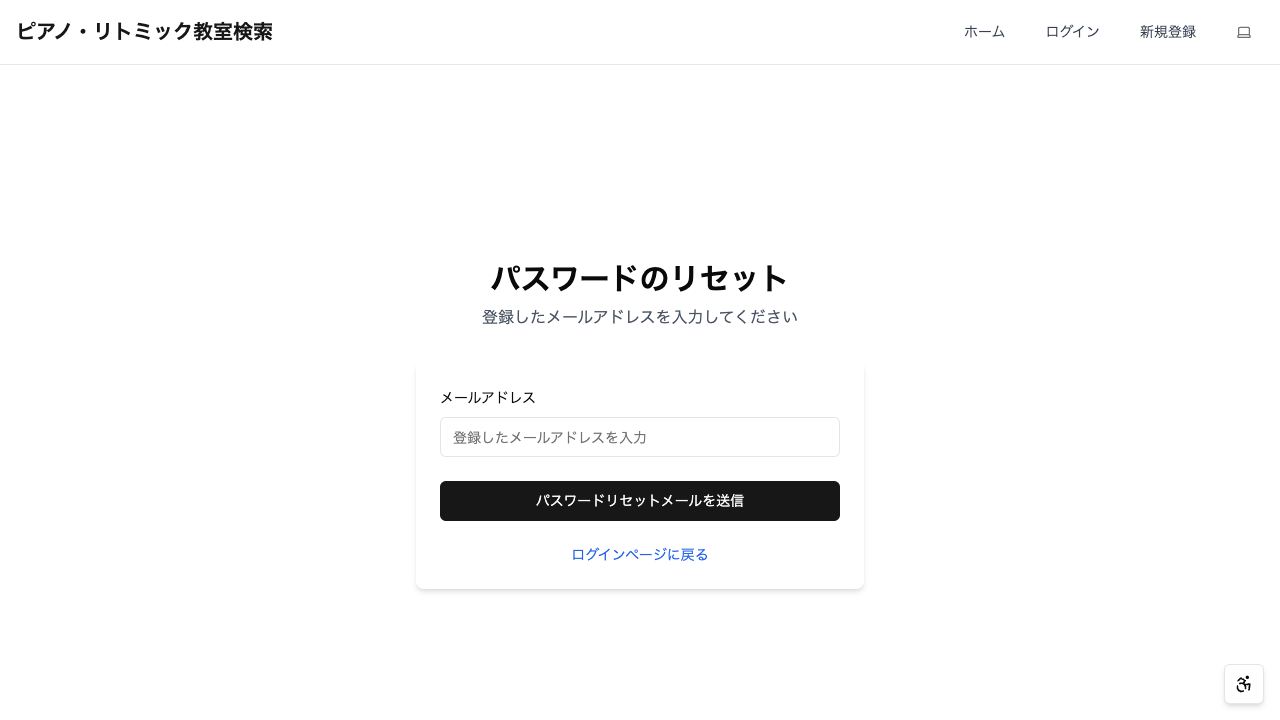 ピアノ・リトミック教室検索
ホーム
ログイン
新規登録
パスワードのリセット
登録したメールアドレスを入力してください
メールアドレス
登録したメールアドレスを入力
パスワードリセットメールを送信
ログインページに戻る